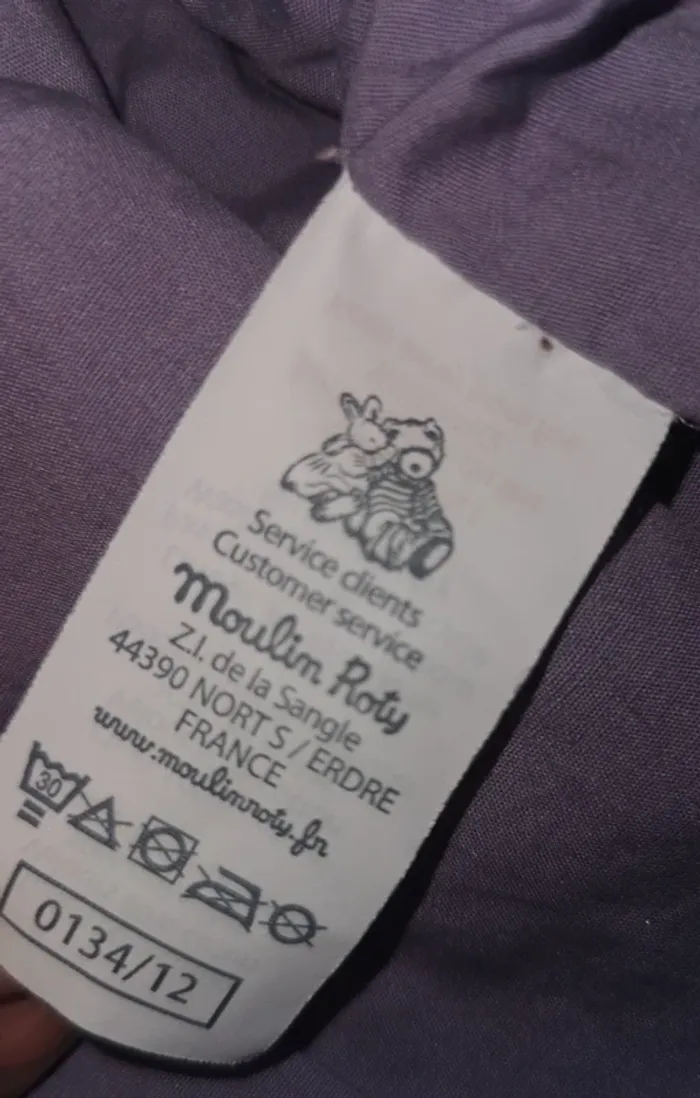 Service clients
Customer service
Moulin Roty
Z.I. de la Sangle
44390 NORT S / ERDRE
FRANCE
www.moulinroty.fr
30
0134/12